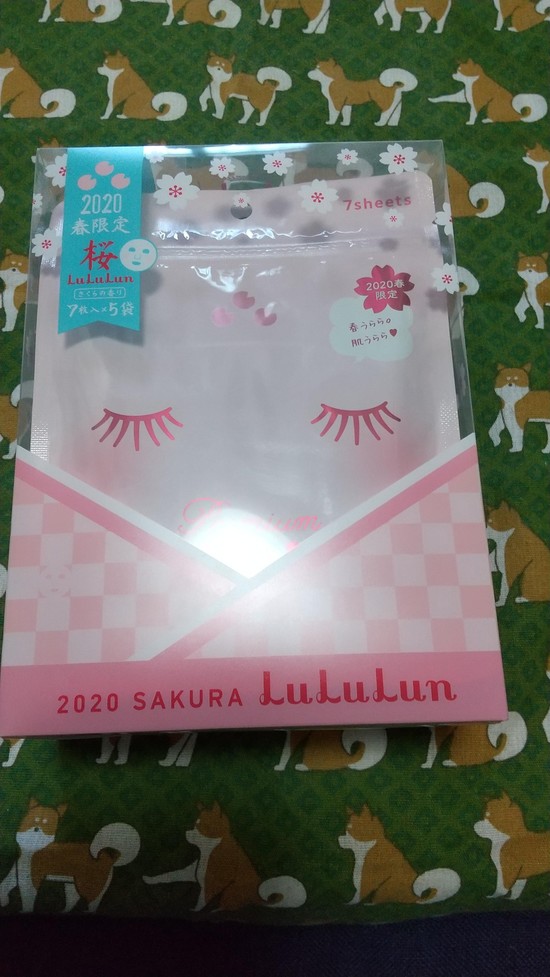 7sheets
2020
春限定
桜
LuLuLun
さくらの香り
7枚入×5袋
2020春
限定
春うらら♪
肌うらら♥
Premium
2020 SAKURA LuLuLun